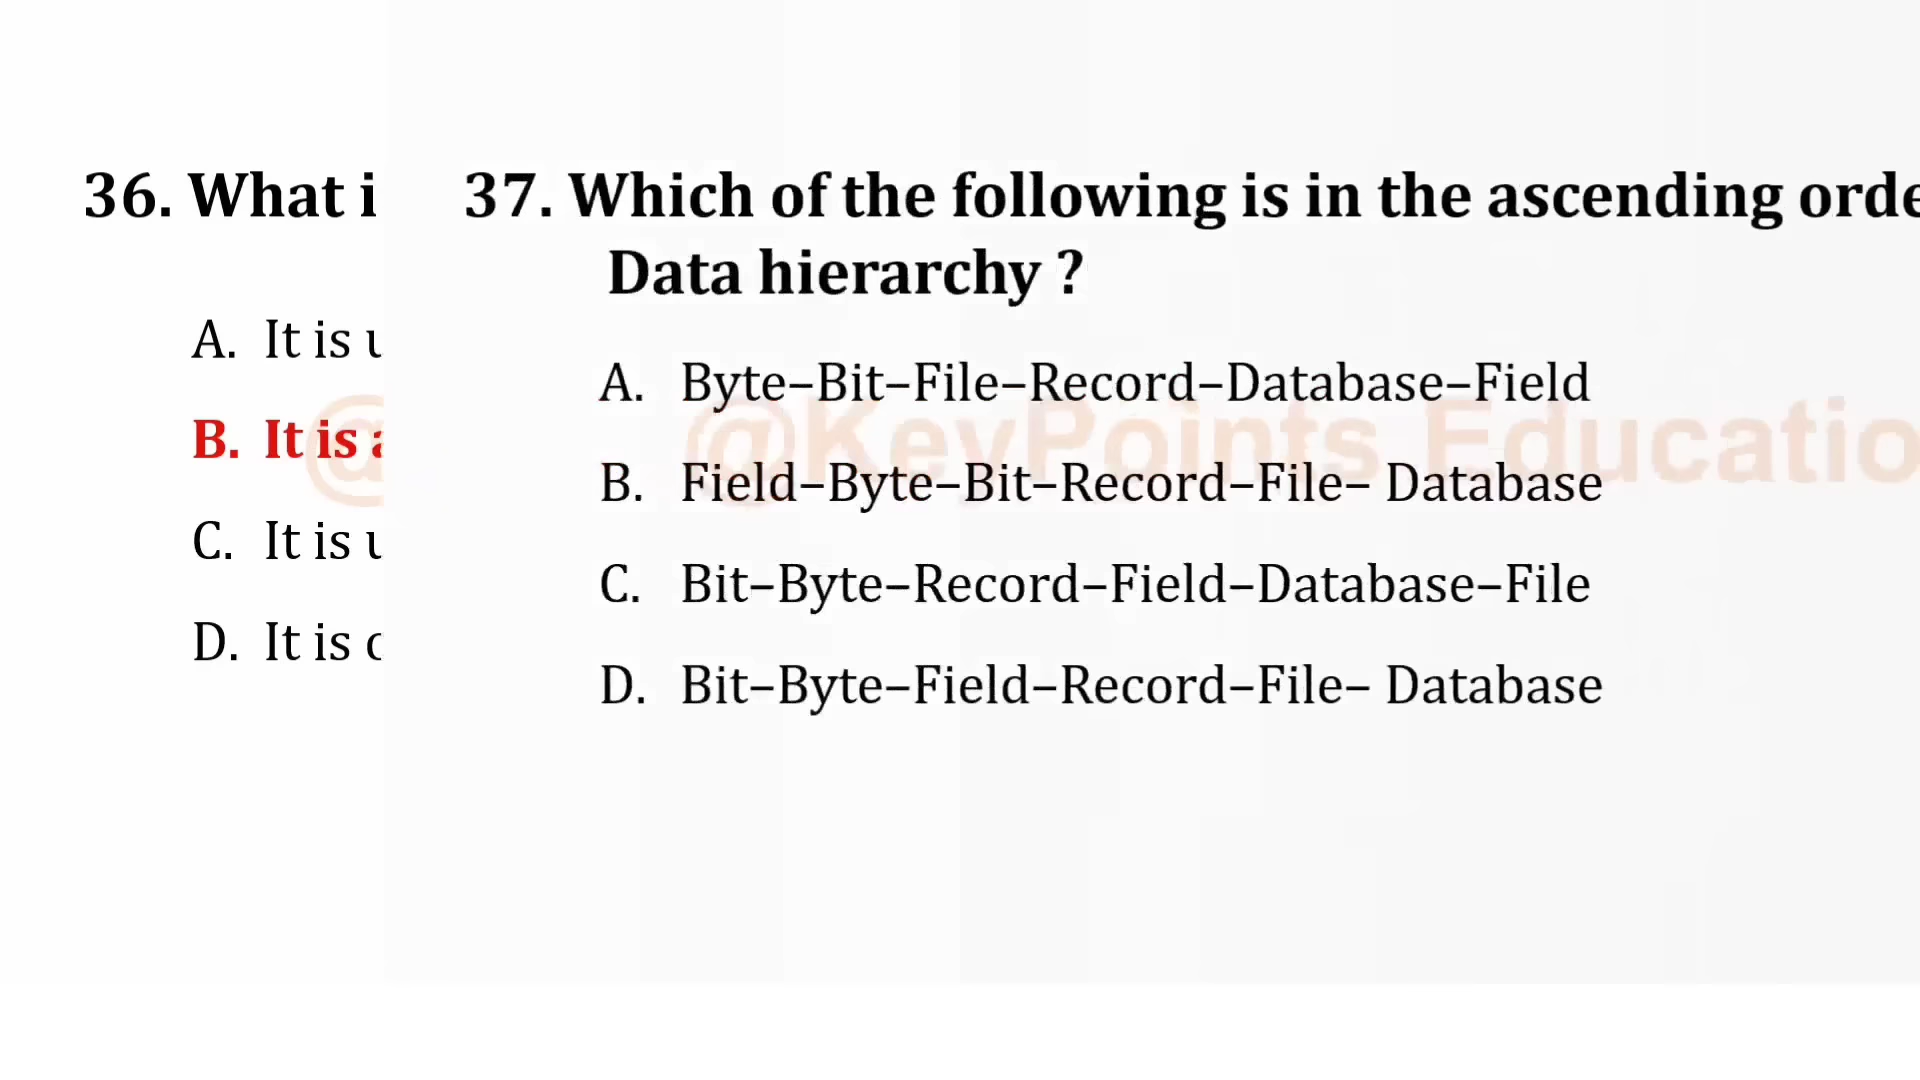 36. What i
A. It is
B. It is
C. It is
D. It is
37. Which of the following is in the ascending orde
Data hierarchy ?
A. Byte–Bit–File–Record–Database–Field
B. Field–Byte–Bit–Record–File– Database
C. Bit–Byte–Record–Field–Database–File
D. Bit–Byte–Field–Record–File– Database
@KeyPoints Educatio